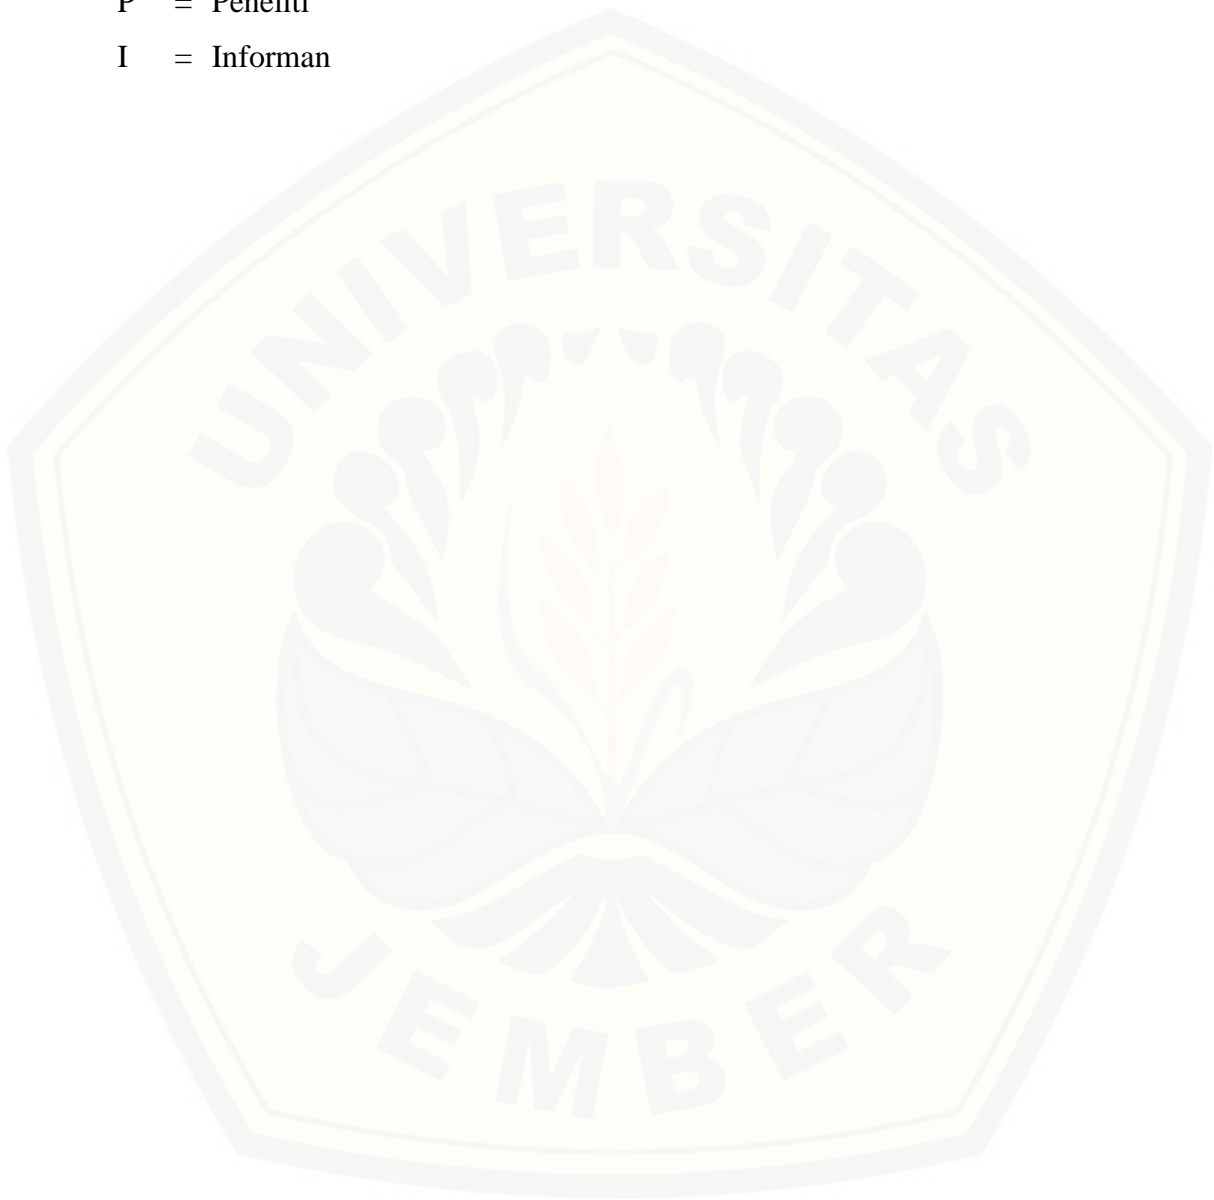 P = Peneliti
I = Informan
UNIVERSITAS
JEMBER